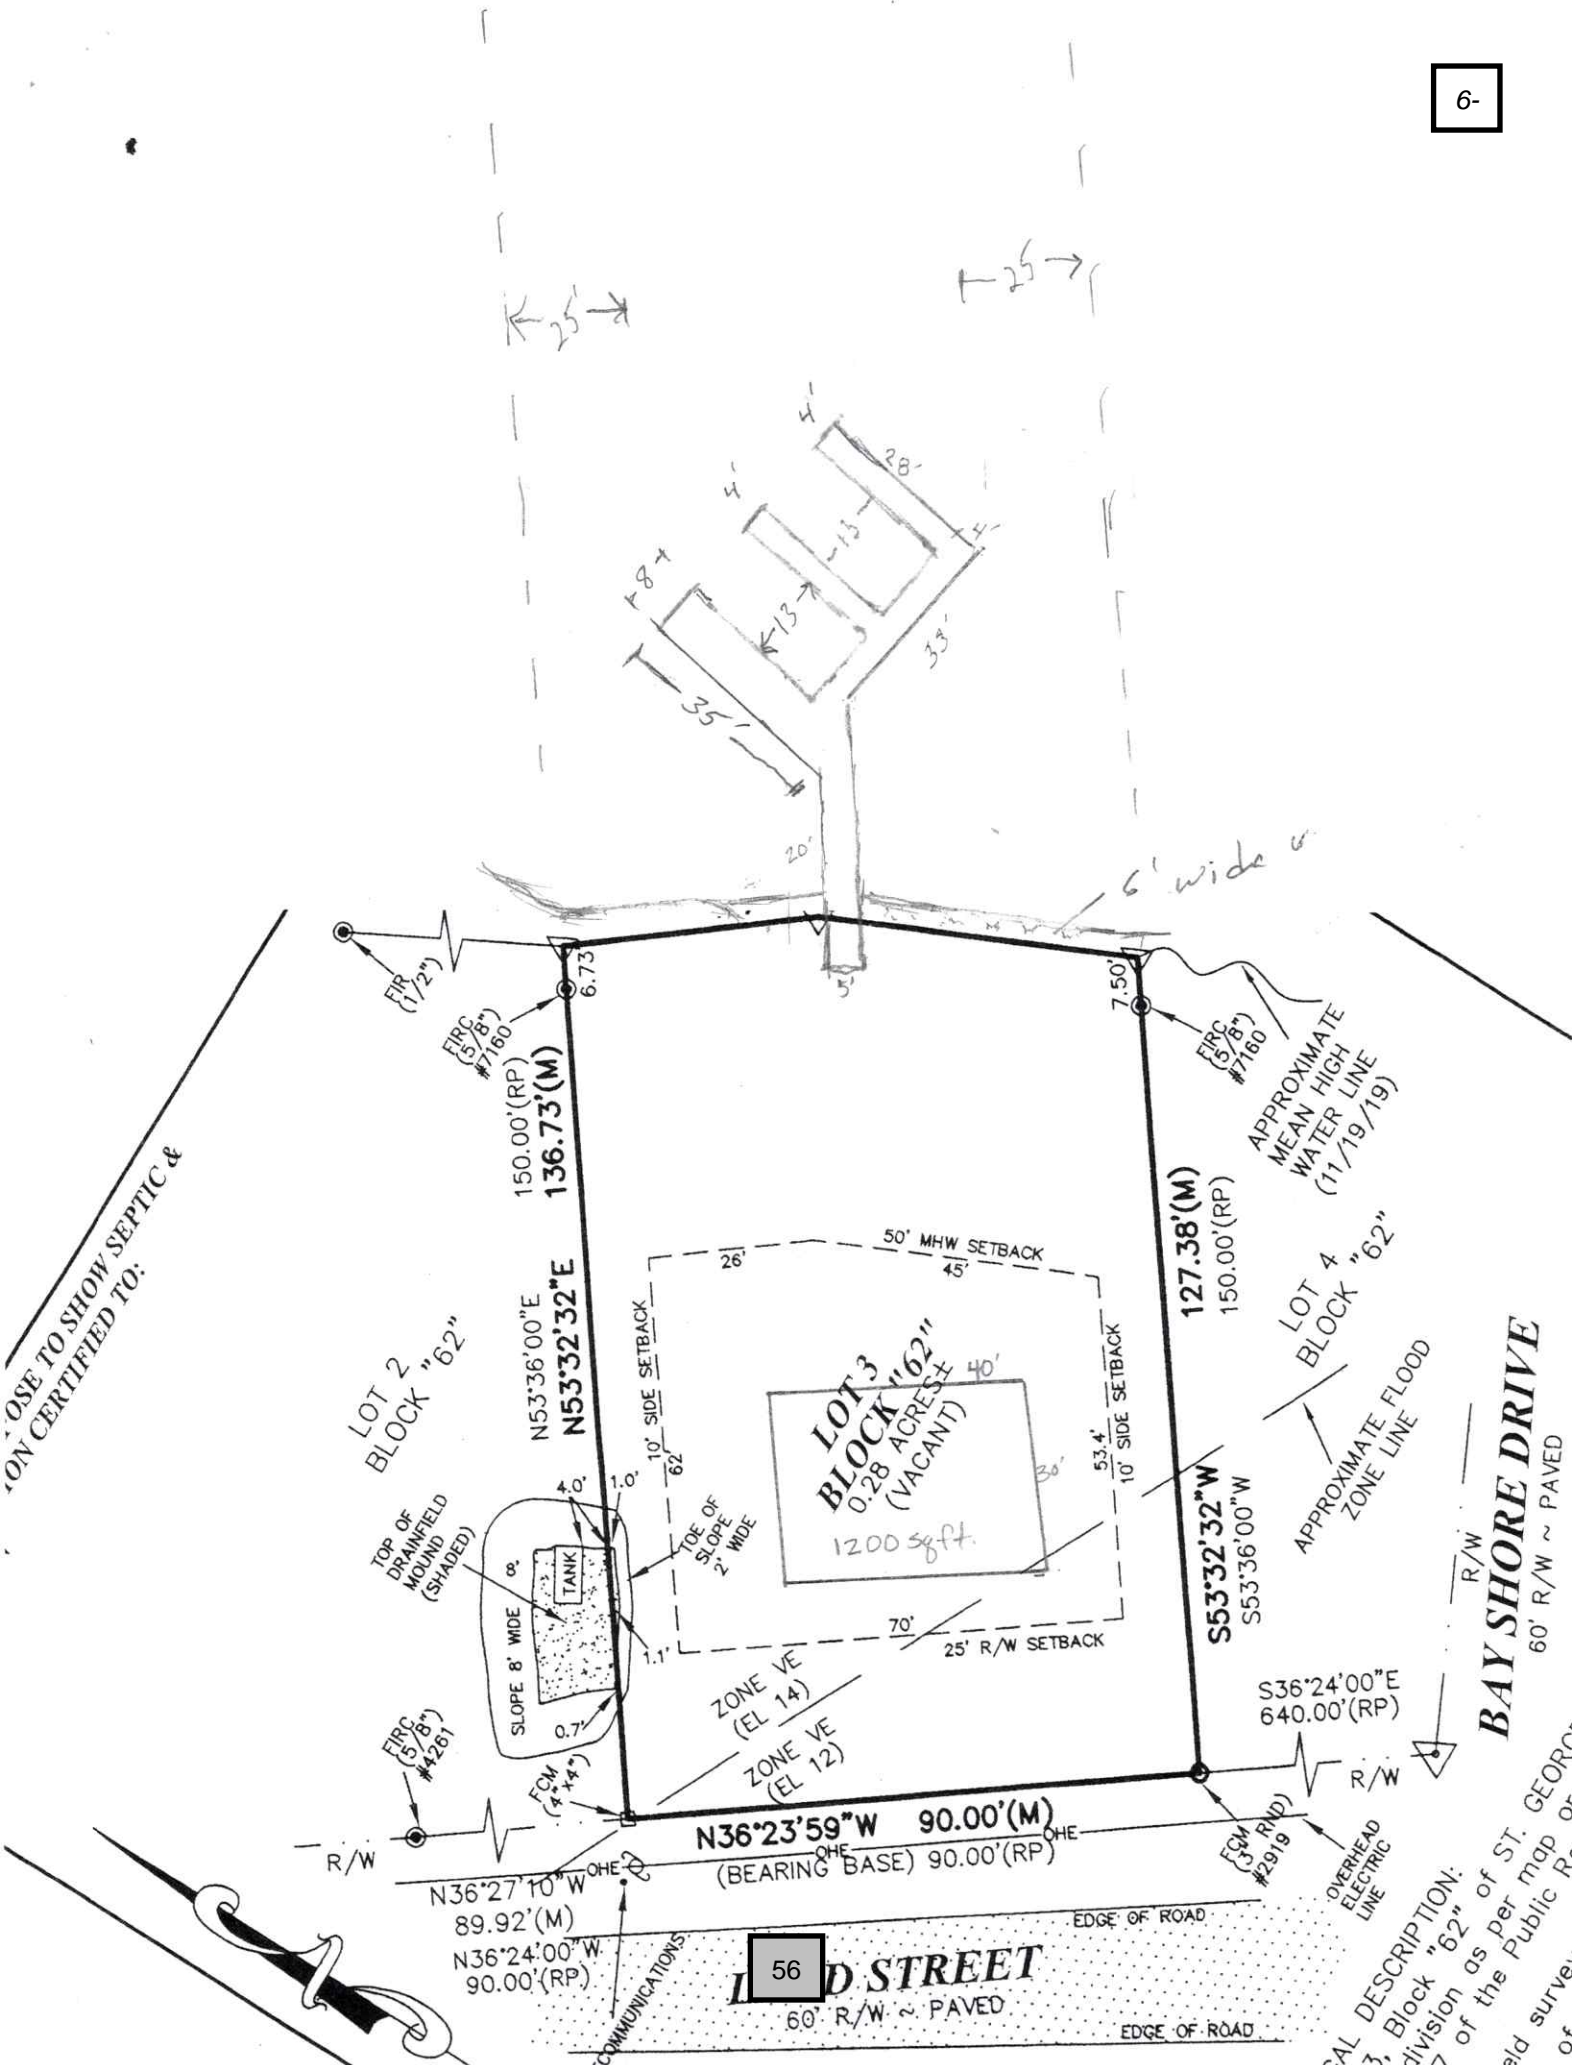 6-
25'
25
4'
28
4'
13
8
13
33'
35'
20'
6' wide
5'
FIR
(1/2")
6.73'
7.50'
FIRC
(5/8")
#7160
FIRC
(5/8")
#7160
APPROXIMATE
MEAN HIGH
WATER LINE
(11/19/19)
150.00'(RP)
136.73'(M)
N53°36'00"E
N53°32'32"E
127.38'(M)
150.00'(RP)
S53°32'32"W
S53°36'00"W
OSE TO SHOW SEPTIC &
ION CERTIFIED TO:
50' MHW SETBACK
26'
45'
LOT 2
BLOCK "62"
10' SIDE SETBACK
62'
LOT 3
BLOCK "62"
0.28 ACRES±
(VACANT)
40'
30'
1200 sqft.
53.4'
10' SIDE SETBACK
LOT 4
BLOCK "62"
APPROXIMATE FLOOD
ZONE LINE
BAY SHORE DRIVE
60' R/W ~ PAVED
R/W
TOP OF
DRAINFIELD
MOUND
(SHADED)
4.0'
1.0'
TOE OF
SLOPE
2' WIDE
TANK
8'
SLOPE 8' WIDE
1.1'
0.7'
70'
25' R/W SETBACK
ZONE VE
(EL 14)
ZONE VE
(EL 12)
S36°24'00"E
640.00'(RP)
R/W
FIRC
(5/8")
#4261
FCM
(4"x4")
R/W
N36°23'59"W 90.00'(M)
OHE
OHE
OHE
(BEARING BASE) 90.00'(RP)
FCM
(3" RND)
#2919
OVERHEAD
ELECTRIC
LINE
N36°27'10"W
89.92'(M)
N36°24'00"W
90.00'(RP)
EDGE OF ROAD
56
D STREET
60' R/W ~ PAVED
EDGE OF ROAD
COMMUNICATIONS
AL DESCRIPTION:
3, Block "62" of ST. GEOR
division as per map or
7 of the Public Re
eld survey
of